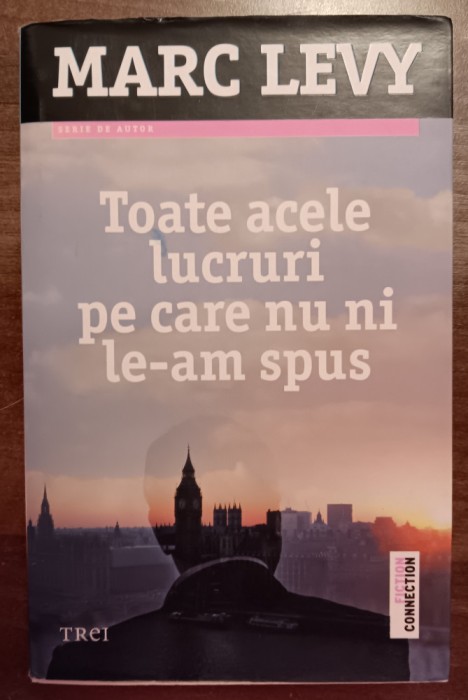 MARC LEVY
SERIE DE AUTOR
Toate acele
lucruri
pe care nu ni
le-am spus
FICTION
CONNECTION
TREI